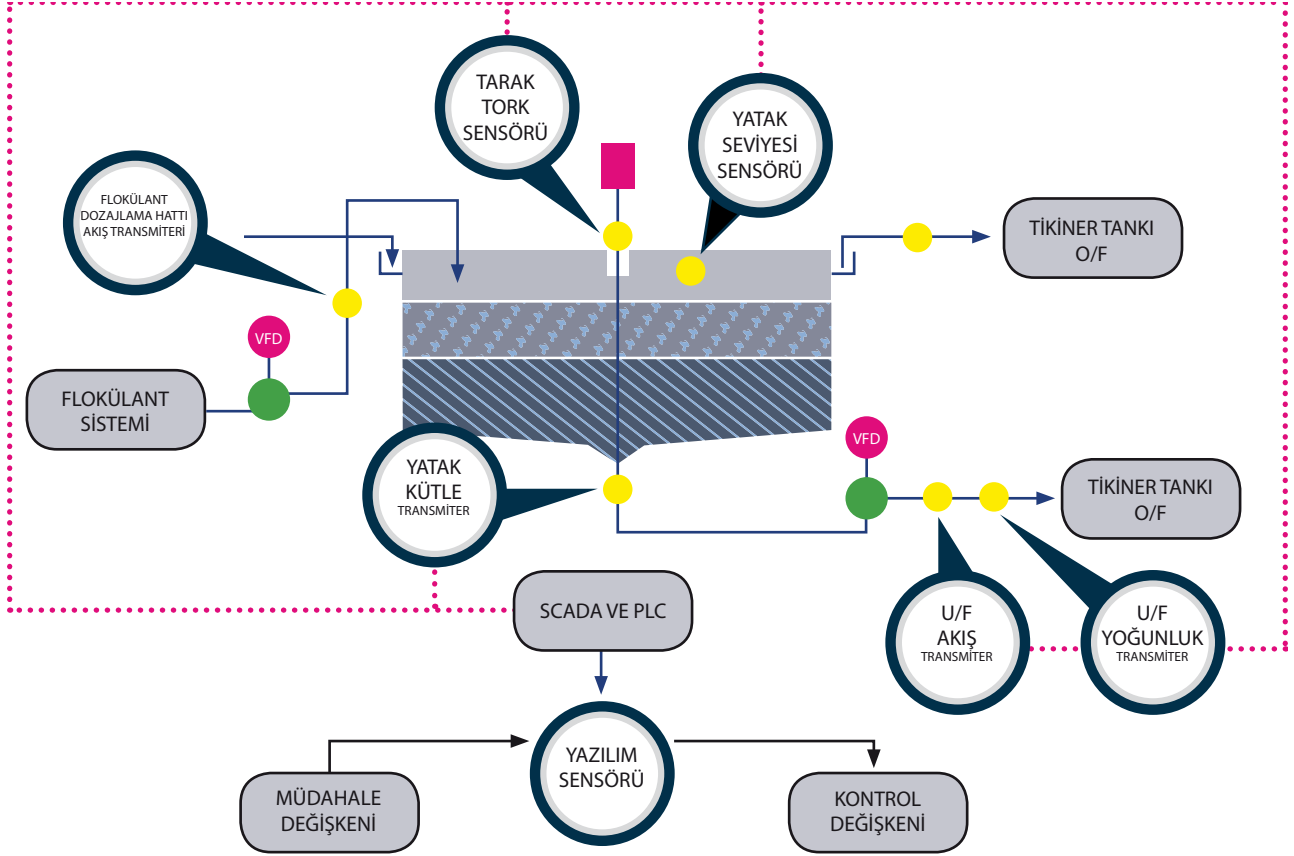 TARAK
TORK
SENSÖRÜ
YATAK
SEVİYESİ
SENSÖRÜ
FLOKÜLANT
DOZAJLAMA HATTI
AKIŞ TRANSMİTERİ
TİKİNER TANKI
O/F
VFD
FLOKÜLANT
SİSTEMİ
VFD
YATAK
KÜTLE
TRANSMİTER
TİKİNER TANKI
O/F
SCADA VE PLC
U/F
AKIŞ
TRANSMİTER
U/F
YOĞUNLUK
TRANSMİTER
YAZILIM
SENSÖRÜ
MÜDAHALE
DEĞİŞKENİ
KONTROL
DEĞİŞKENİ